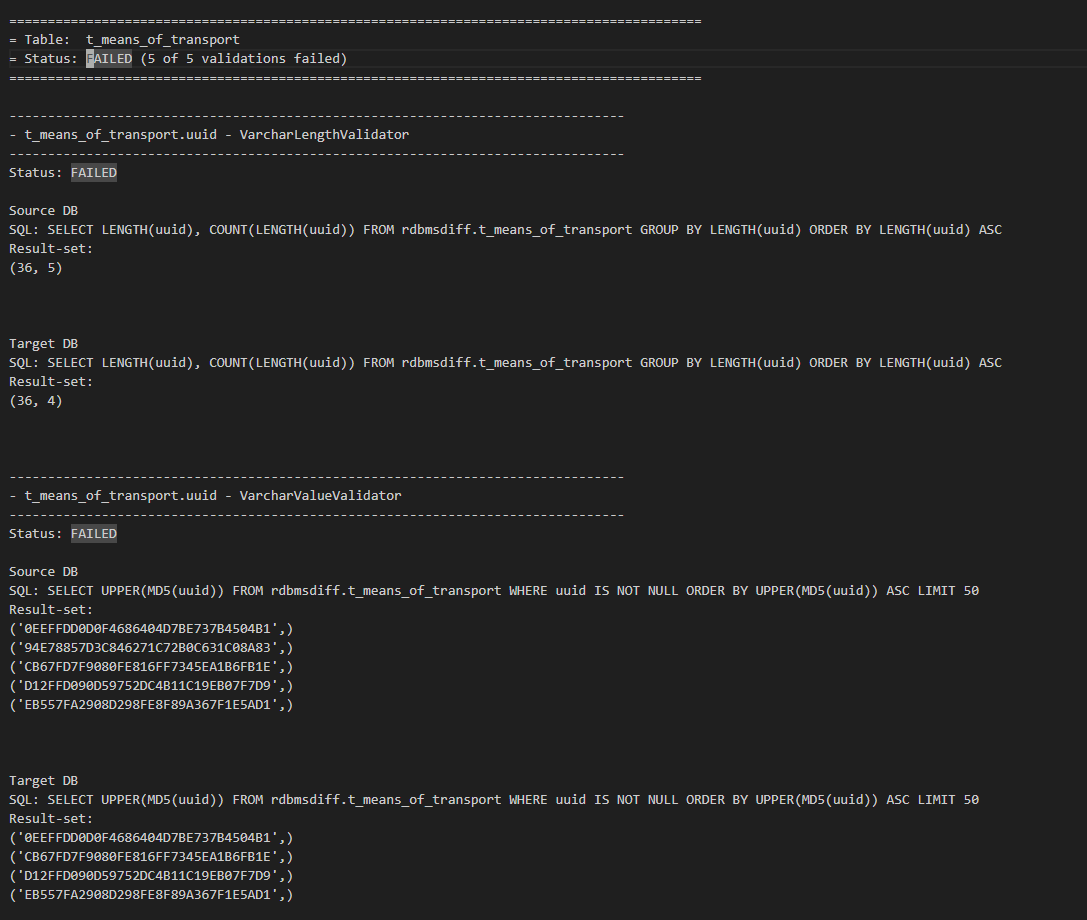 ==========================================================================================
= Table:  t_means_of_transport
= Status: FAILED (5 of 5 validations failed)
==========================================================================================
--------------------------------------------------------------------------------
- t_means_of_transport.uuid - VarcharLengthValidator
--------------------------------------------------------------------------------
Status: FAILED
Source DB
SQL: SELECT LENGTH(uuid), COUNT(LENGTH(uuid)) FROM rdbmsdiff.t_means_of_transport GROUP BY LENGTH(uuid) ORDER BY LENGTH(uuid) ASC
Result-set:
(36, 5)
Target DB
SQL: SELECT LENGTH(uuid), COUNT(LENGTH(uuid)) FROM rdbmsdiff.t_means_of_transport GROUP BY LENGTH(uuid) ORDER BY LENGTH(uuid) ASC
Result-set:
(36, 4)
--------------------------------------------------------------------------------
- t_means_of_transport.uuid - VarcharValueValidator
--------------------------------------------------------------------------------
Status: FAILED
Source DB
SQL: SELECT UPPER(MD5(uuid)) FROM rdbmsdiff.t_means_of_transport WHERE uuid IS NOT NULL ORDER BY UPPER(MD5(uuid)) ASC LIMIT 50
Result-set:
('0EEFFDD0D0F4686404D7BE737B4504B1',)
('94E78857D3C846271C72B0C631C08A83',)
('CB67FD7F9080FE816FF7345EA1B6FB1E',)
('D12FFD090D59752DC4B11C19EB07F7D9',)
('EB557FA2908D298FE8F89A367F1E5AD1',)
Target DB
SQL: SELECT UPPER(MD5(uuid)) FROM rdbmsdiff.t_means_of_transport WHERE uuid IS NOT NULL ORDER BY UPPER(MD5(uuid)) ASC LIMIT 50
Result-set:
('0EEFFDD0D0F4686404D7BE737B4504B1',)
('CB67FD7F9080FE816FF7345EA1B6FB1E',)
('D12FFD090D59752DC4B11C19EB07F7D9',)
('EB557FA2908D298FE8F89A367F1E5AD1',)